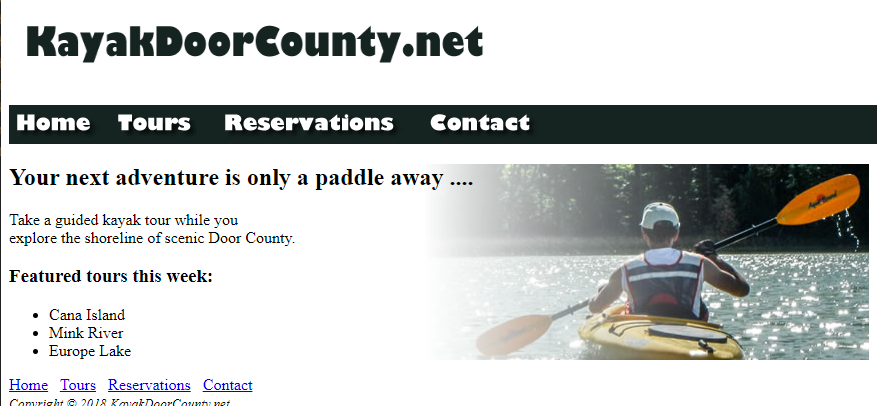 KayakDoorCounty.net
Home Tours Reservations Contact
Your next adventure is only a paddle away ....
Take a guided kayak tour while you
explore the shoreline of scenic Door County.
Featured tours this week:
Cana Island
Mink River
Europe Lake
Home Tours Reservations Contact
Copyright © 2018 KayakDoorCounty.net